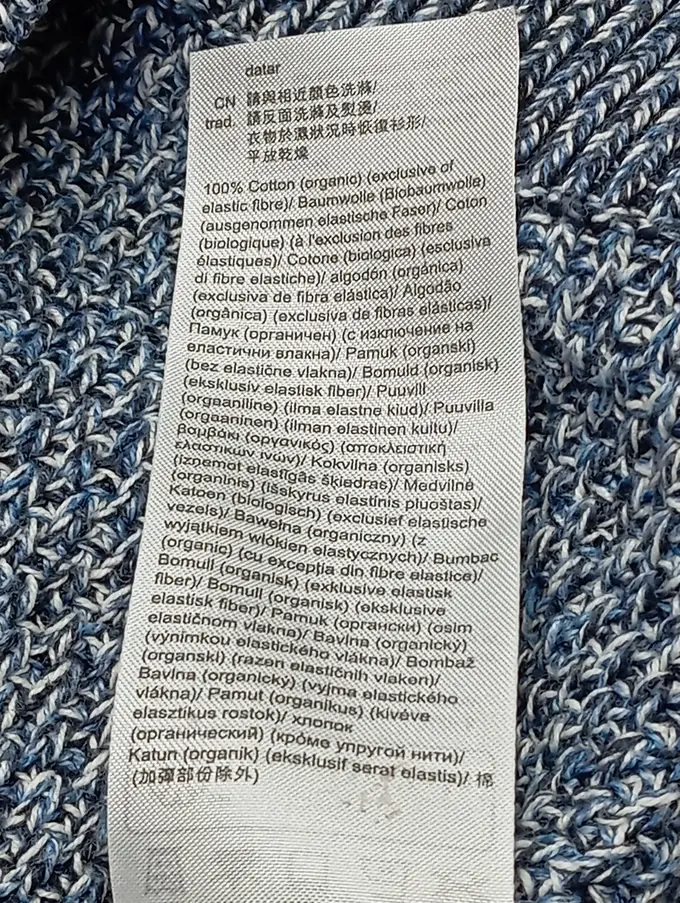 datar
CN 請與相近顏色洗滌/
trad. 請反面洗滌及熨燙/
衣物於濕狀況時恢復衫形/
平放乾燥
100% Cotton (organic) (exclusive of
elastic fibre)/ Baumwolle (Biobaumwolle)
(ausgenommen elastische Faser)/ Coton
(biologique) (à l'exclusion des fibres
élastiques)/ Cotone (biologica) (esclusiva
di fibre elastiche)/ algodón (orgánica)
(exclusiva de fibra elástica)/ Algodão
(orgânica) (exclusiva de fibras elásticas)/
Памук (органичен) (с изключение на
еластични влакна)/ Pamuk (organski)
(bez elastične vlakna)/ Bomuld (organisk)
(eksklusiv elastisk fiber)/ Puuvill
(orgaaniline) (ilma elastne kiud)/ Puuvilla
(orgaaninen) (ilman elastinen kuitu)/
Βαμβάκι (οργανικός) (αποκλειστική
ελαστικών ινών)/ Kokvilna (organisks)
(izņemot elastīgās šķiedras)/ Medvilnė
(organinis) (išskyrus elastinis pluoštas)/
Katoen (biologisch) (exclusief elastische
vezels)/ Bawełna (organiczny) (z
wyjątkiem włókien elastycznych)/ Bumbac
(organic) (cu excepția din fibre elastice)/
Bomull (organisk) (exklusive elastisk
fiber)/ Bomull (organisk) (eksklusive
elastisk fiber)/ Pamuk (органски) (osim
elastičnom vlakna)/ Bavlna (organický)
(výnimkou elastického vlákna)/ Bombaž
(organski) (razen elastičnih vlaken)/
Bavlna (organický) (vyjma elastického
vlákna)/ Pamut (organikus) (kivéve
elasztikus rostok)/ хлопок
(органический) (кроме упругой нити)/
Katun (organik) (eksklusif serat elastis)/ 棉
(加彈部份除外)